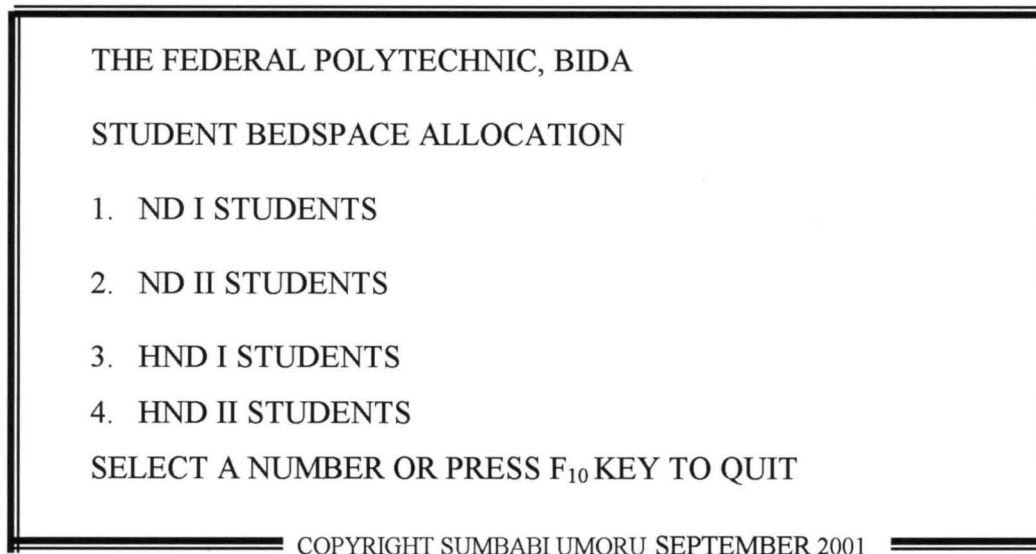 THE FEDERAL POLYTECHNIC, BIDA
STUDENT BEDSPACE ALLOCATION
1. ND I STUDENTS
2. ND II STUDENTS
3. HND I STUDENTS
4. HND II STUDENTS
SELECT A NUMBER OR PRESS F₁₀ KEY TO QUIT
COPYRIGHT SUMBABI UMORU SEPTEMBER 2001